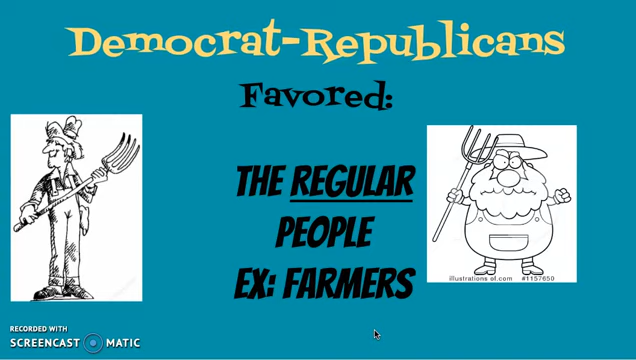 Democrat-Republicans
Favored:
THE REGULAR
PEOPLE
EX: FARMERS
illustrations of.com #1157650
RECORDED WITH
SCREENCAST MATIC